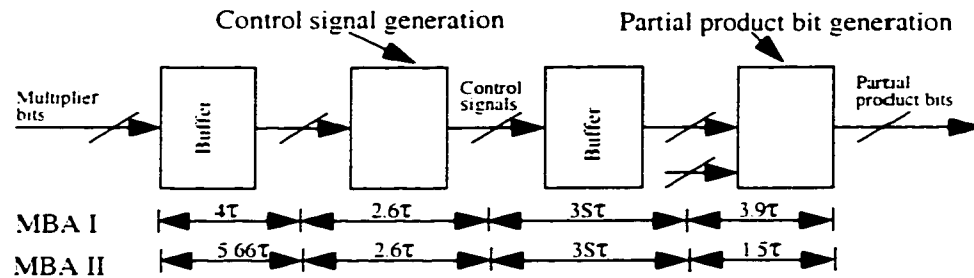 Control signal generation
Partial product bit generation
Multiplier bits
Buffer
Control signals
Buffer
Partial product bits
MBA I 4τ 2.6τ 3Sτ 3.9τ
MBA II 5.66τ 2.6τ 3Sτ 1.5τ